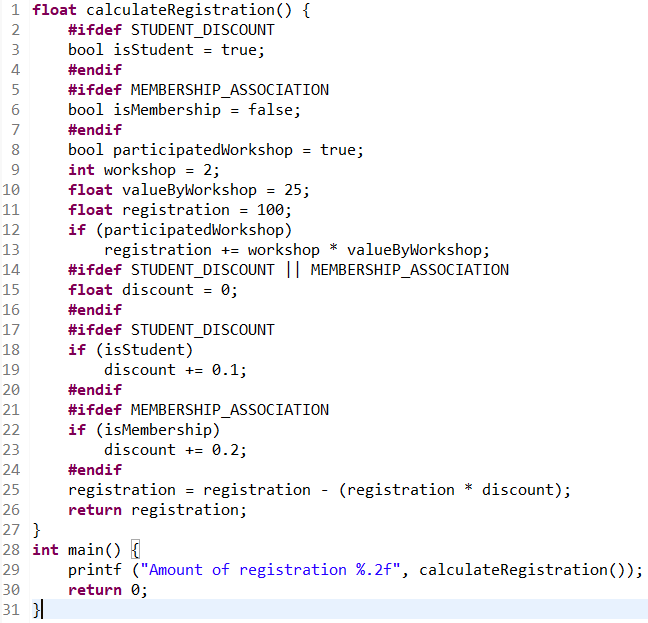 1 float calculateRegistration() {
2 #ifdef STUDENT_DISCOUNT
3 bool isStudent = true;
4 #endif
5 #ifdef MEMBERSHIP_ASSOCIATION
6 bool isMembership = false;
7 #endif
8 bool participatedWorkshop = true;
9 int workshop = 2;
10 float valueByWorkshop = 25;
11 float registration = 100;
12 if (participatedWorkshop)
13 registration += workshop * valueByWorkshop;
14 #ifdef STUDENT_DISCOUNT || MEMBERSHIP_ASSOCIATION
15 float discount = 0;
16 #endif
17 #ifdef STUDENT_DISCOUNT
18 if (isStudent)
19 discount += 0.1;
20 #endif
21 #ifdef MEMBERSHIP_ASSOCIATION
22 if (isMembership)
23 discount += 0.2;
24 #endif
25 registration = registration - (registration * discount);
26 return registration;
27 }
28 int main() {
29 printf ("Amount of registration %.2f", calculateRegistration());
30 return 0;
31 }